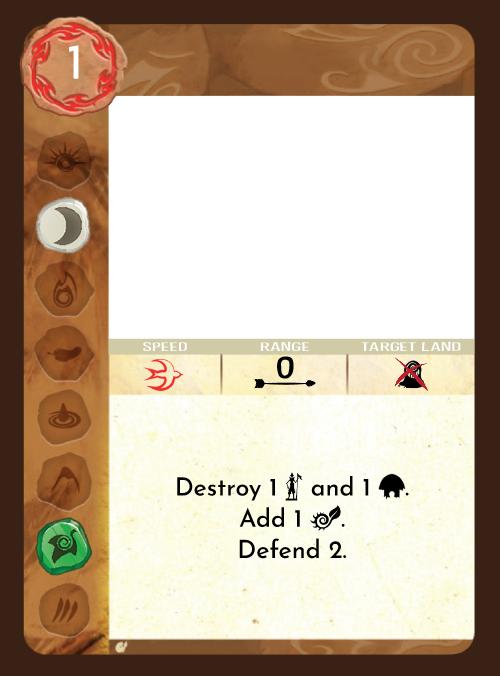 1
SPEED RANGE TARGET LAND
0
Destroy 1 and 1 .
Add 1 .
Defend 2.